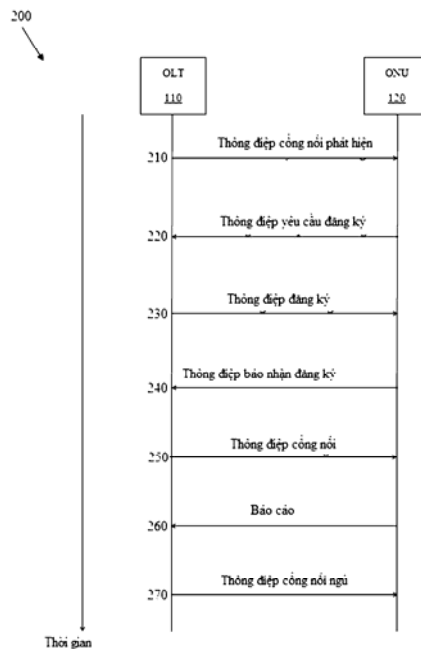 200
OLT
110
ONU
120
Thông điệp cổng nối phát hiện
210
Thông điệp yêu cầu đăng ký
220
Thông điệp đăng ký
230
Thông điệp báo nhận đăng ký
240
Thông điệp cổng nối
250
Báo cáo
260
Thông điệp cổng nối ngủ
270
Thời gian